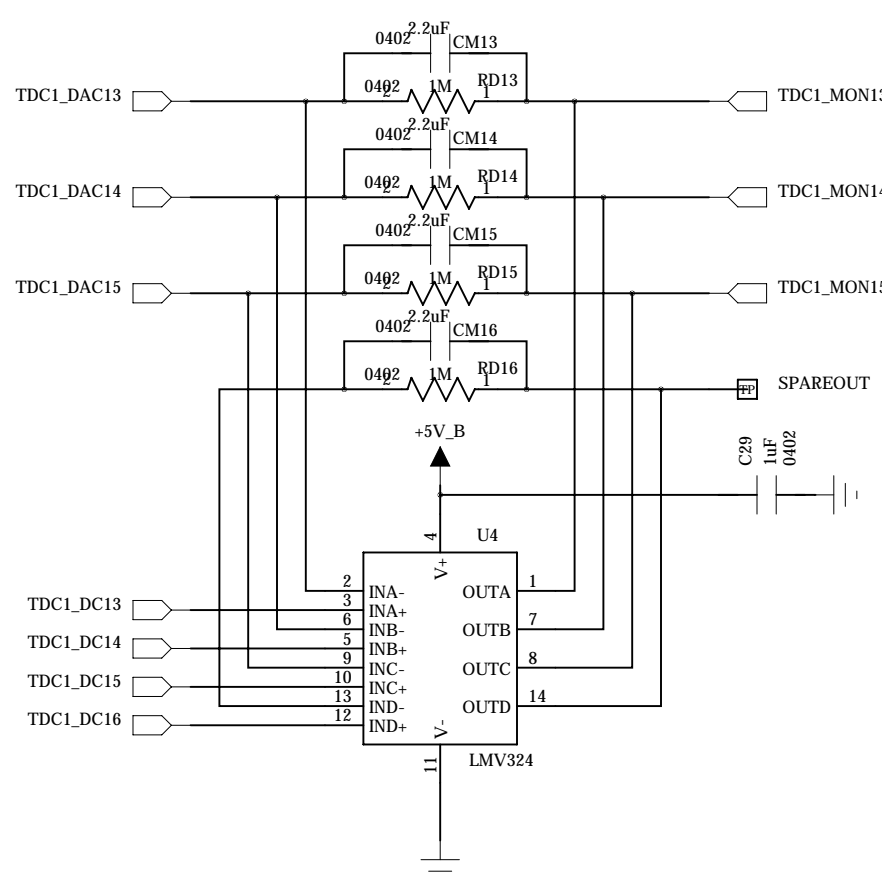 2.2uF
0402 CM13
0402 1M RD13
2 1
TDC1_DAC13 TDC1_MON13
2.2uF
0402 CM14
0402 1M RD14
2 1
TDC1_DAC14 TDC1_MON14
2.2uF
0402 CM15
0402 1M RD15
2 1
TDC1_DAC15 TDC1_MON15
2.2uF
0402 CM16
0402 1M RD16
2 1
TP SPAREOUT
+5V_B
C29
1uF
0402
4 U4
V+
2 INA- OUTA 1
TDC1_DC13 3 INA+
6 INB- OUTB 7
TDC1_DC14 5 INB+
9 INC- OUTC 8
TDC1_DC15 10 INC+
13 IND- OUTD 14
TDC1_DC16 12 IND+
V-
11 LMV324